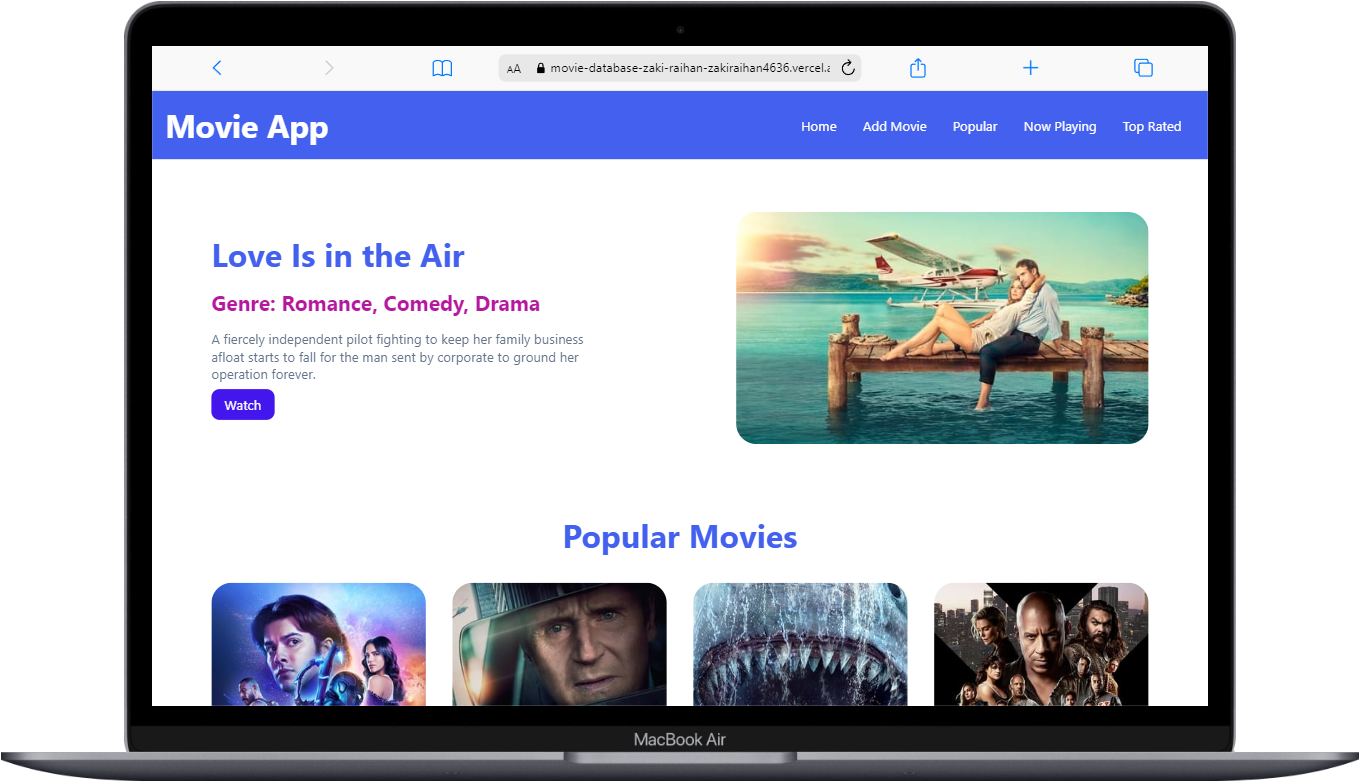 AA movie-database-zaki-raihan-zakiraihan4636.vercel.a
Movie App
Home Add Movie Popular Now Playing Top Rated
Love Is in the Air
Genre: Romance, Comedy, Drama
A fiercely independent pilot fighting to keep her family business
afloat starts to fall for the man sent by corporate to ground her
operation forever.
Watch
Popular Movies
MacBook Air